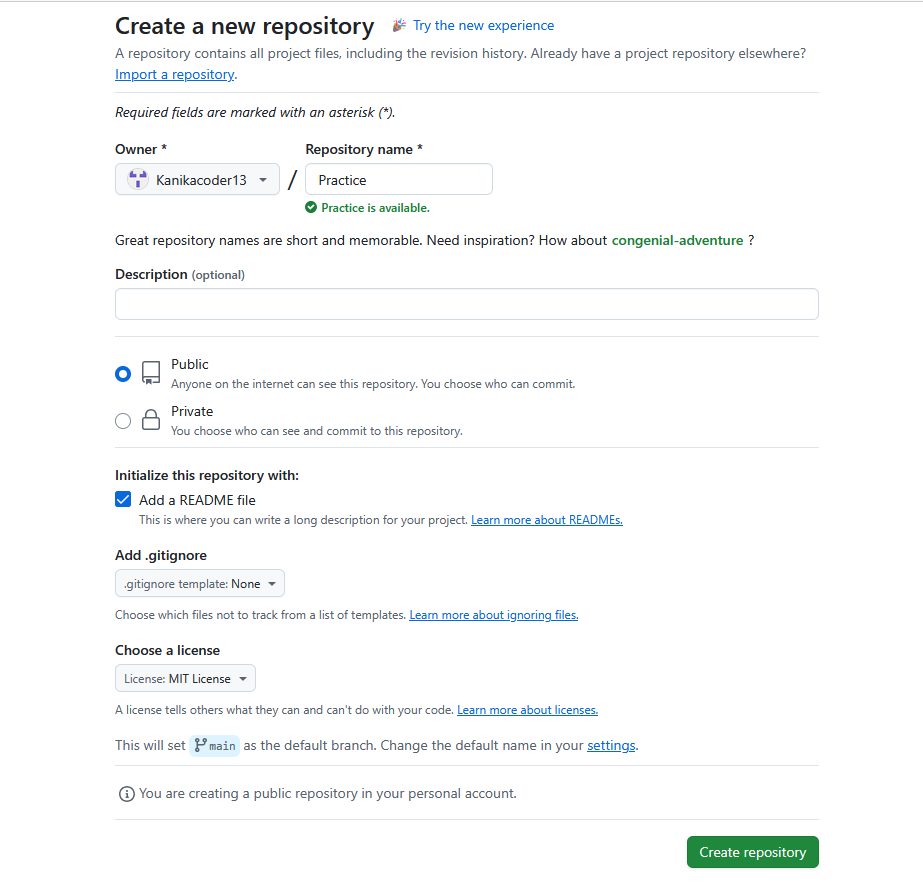 Create a new repository Try the new experience
A repository contains all project files, including the revision history. Already have a project repository elsewhere?
Import a repository.
Required fields are marked with an asterisk (*).
Owner * Repository name *
Kanikacoder13 / Practice
Practice is available.
Great repository names are short and memorable. Need inspiration? How about congenial-adventure ?
Description (optional)
Public
Anyone on the internet can see this repository. You choose who can commit.
Private
You choose who can see and commit to this repository.
Initialize this repository with:
Add a README file
This is where you can write a long description for your project. Learn more about READMEs.
Add .gitignore
.gitignore template: None
Choose which files not to track from a list of templates. Learn more about ignoring files.
Choose a license
License: MIT License
A license tells others what they can and can't do with your code. Learn more about licenses.
This will set main as the default branch. Change the default name in your settings.
You are creating a public repository in your personal account.
Create repository